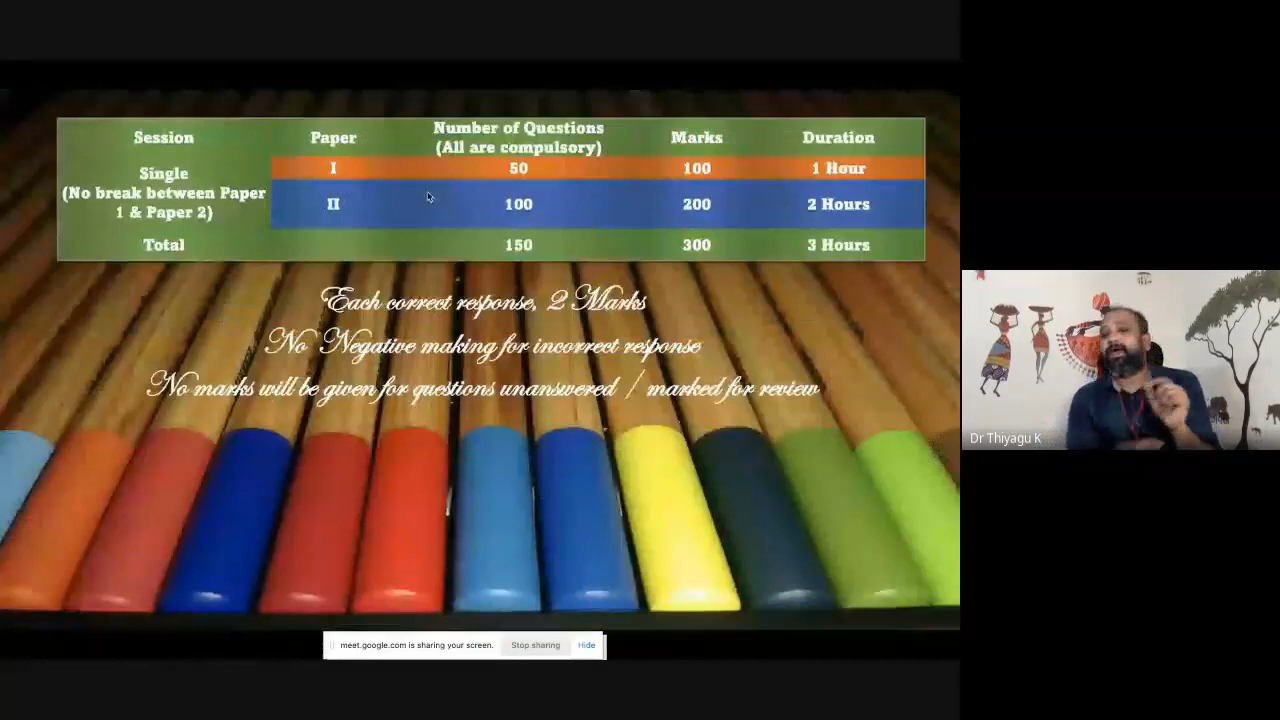 Session Paper Number of Questions Marks Duration
(All are compulsory)
Single I 50 100 1 Hour
(No break between Paper
1 & Paper 2) II 100 200 2 Hours
Total 150 300 3 Hours
Each correct response, 2 Marks
No Negative making for incorrect response
No marks will be given for questions unanswered / marked for review
Dr Thiyagu K
meet.google.com is sharing your screen. Stop sharing Hide